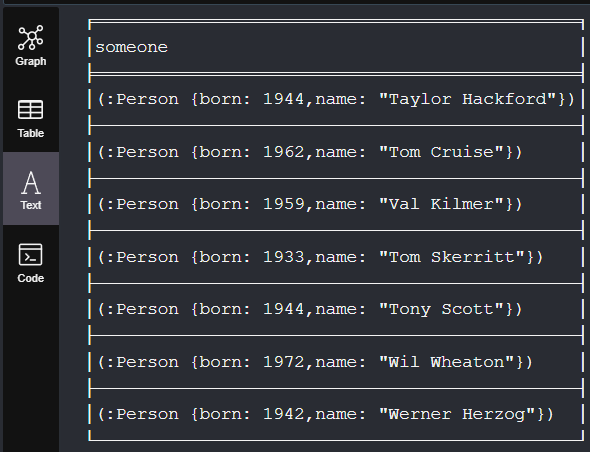 Graph
Table
Text
Code
someone
(:Person {born: 1944,name: "Taylor Hackford"})
(:Person {born: 1962,name: "Tom Cruise"})
(:Person {born: 1959,name: "Val Kilmer"})
(:Person {born: 1933,name: "Tom Skerritt"})
(:Person {born: 1944,name: "Tony Scott"})
(:Person {born: 1972,name: "Wil Wheaton"})
(:Person {born: 1942,name: "Werner Herzog"})